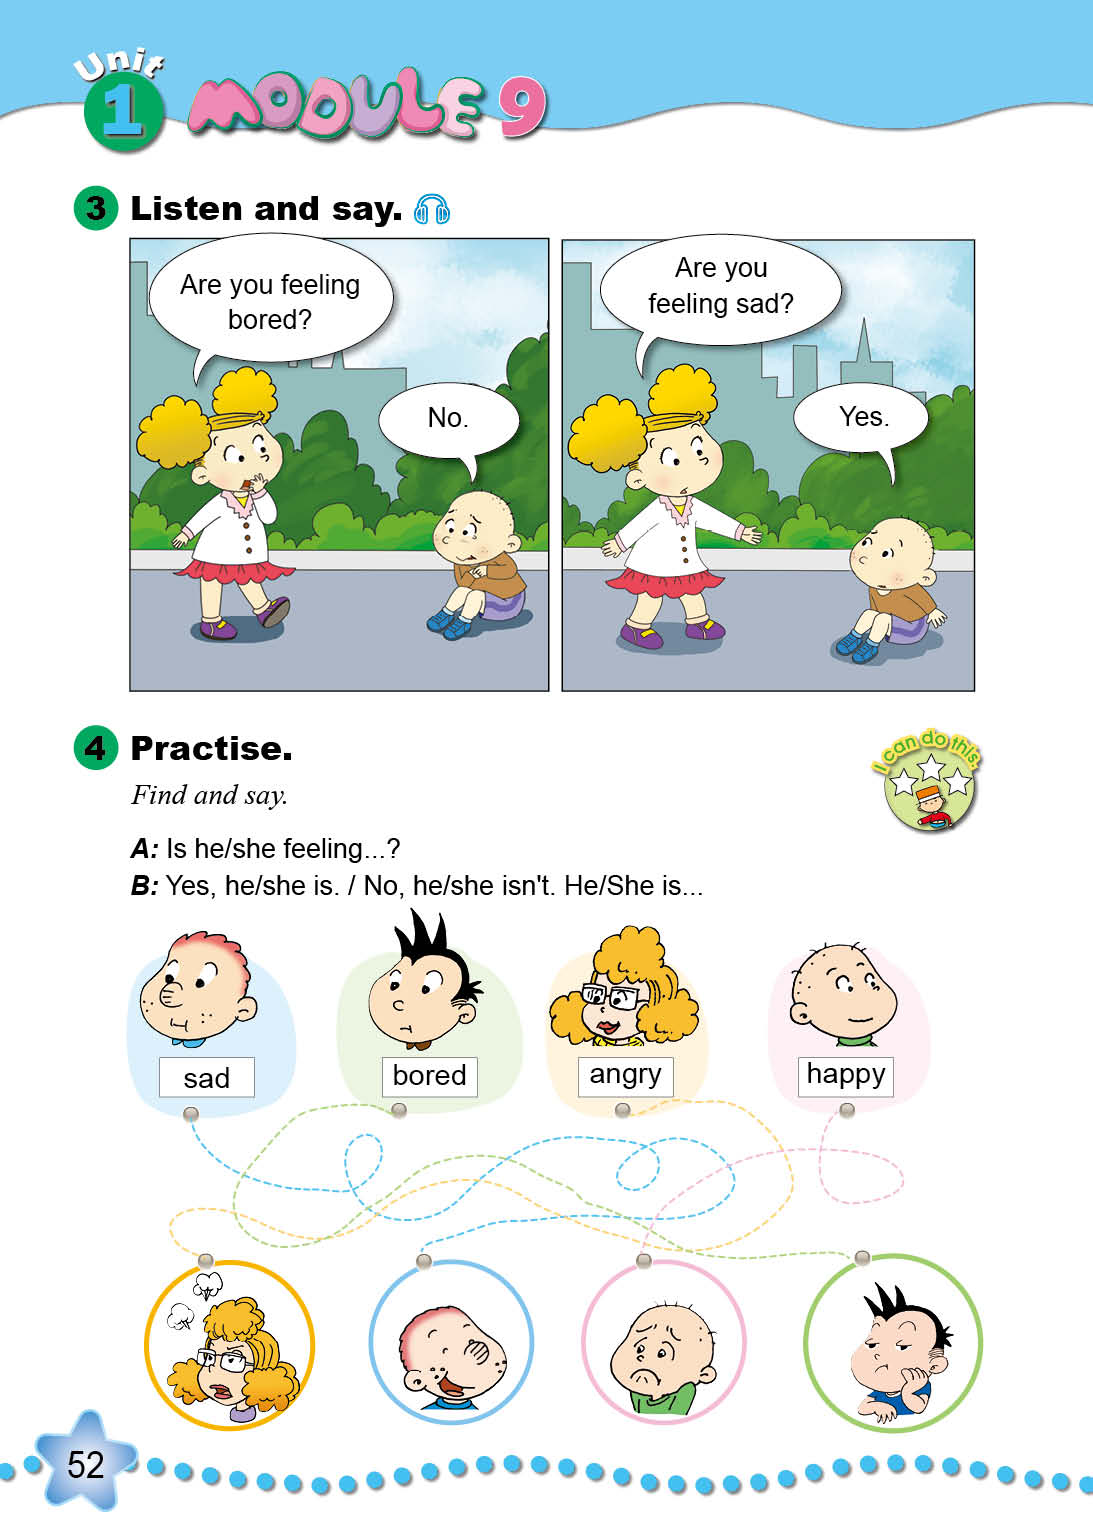 Unit
1 MODULE 9
3 Listen and say.
Are you feeling
bored?
No.
Are you
feeling sad?
Yes.
4 Practise.
I can do this.
Find and say.
A: Is he/she feeling...?
B: Yes, he/she is. / No, he/she isn't. He/She is...
sad
bored
angry
happy
52